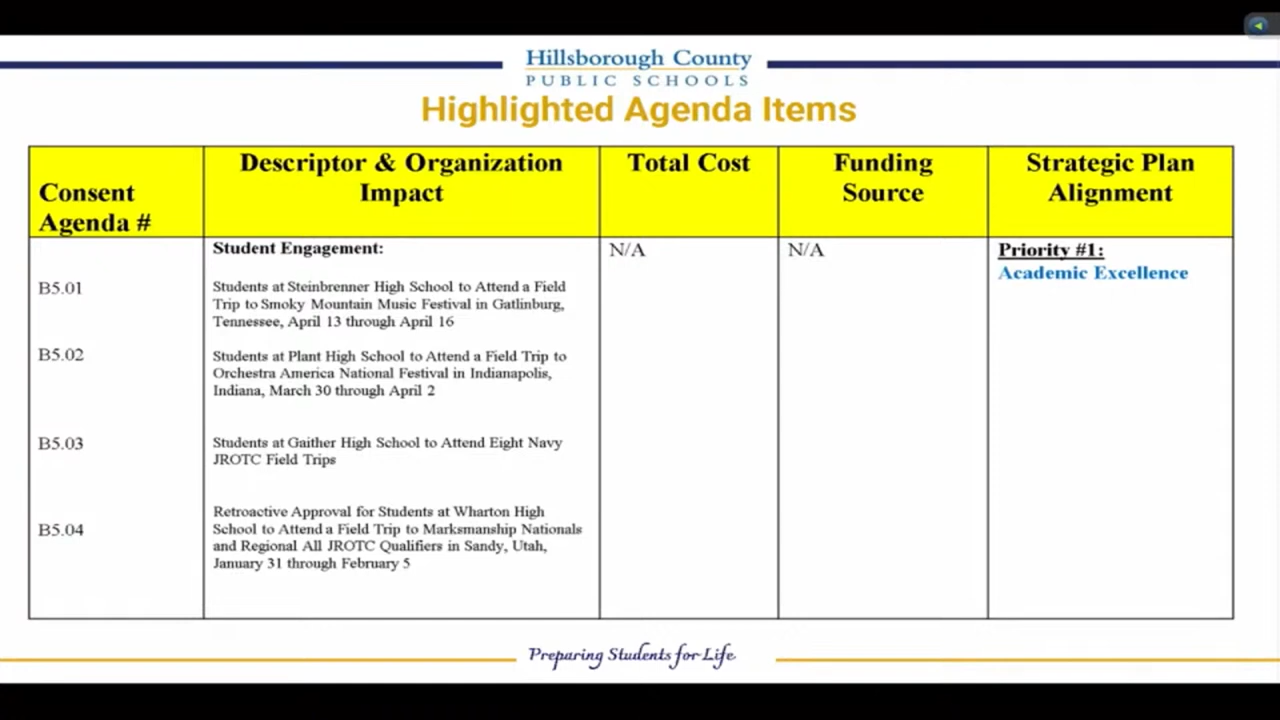 Hillsborough County
PUBLIC SCHOOLS
Highlighted Agenda Items
Consent
Agenda #
Descriptor & Organization
Impact
Total Cost
Funding
Source
Strategic Plan
Alignment
Student Engagement:
N/A
N/A
Priority #1:
Academic Excellence
B5.01
Students at Steinbrenner High School to Attend a Field
Trip to Smoky Mountain Music Festival in Gatlinburg,
Tennessee, April 13 through April 16
B5.02
Students at Plant High School to Attend a Field Trip to
Orchestra America National Festival in Indianapolis,
Indiana, March 30 through April 2
B5.03
Students at Gaither High School to Attend Eight Navy
JROTC Field Trips
B5.04
Retroactive Approval for Students at Wharton High
School to Attend a Field Trip to Marksmanship Nationals
and Regional All JROTC Qualifiers in Sandy, Utah,
January 31 through February 5
Preparing Students for Life